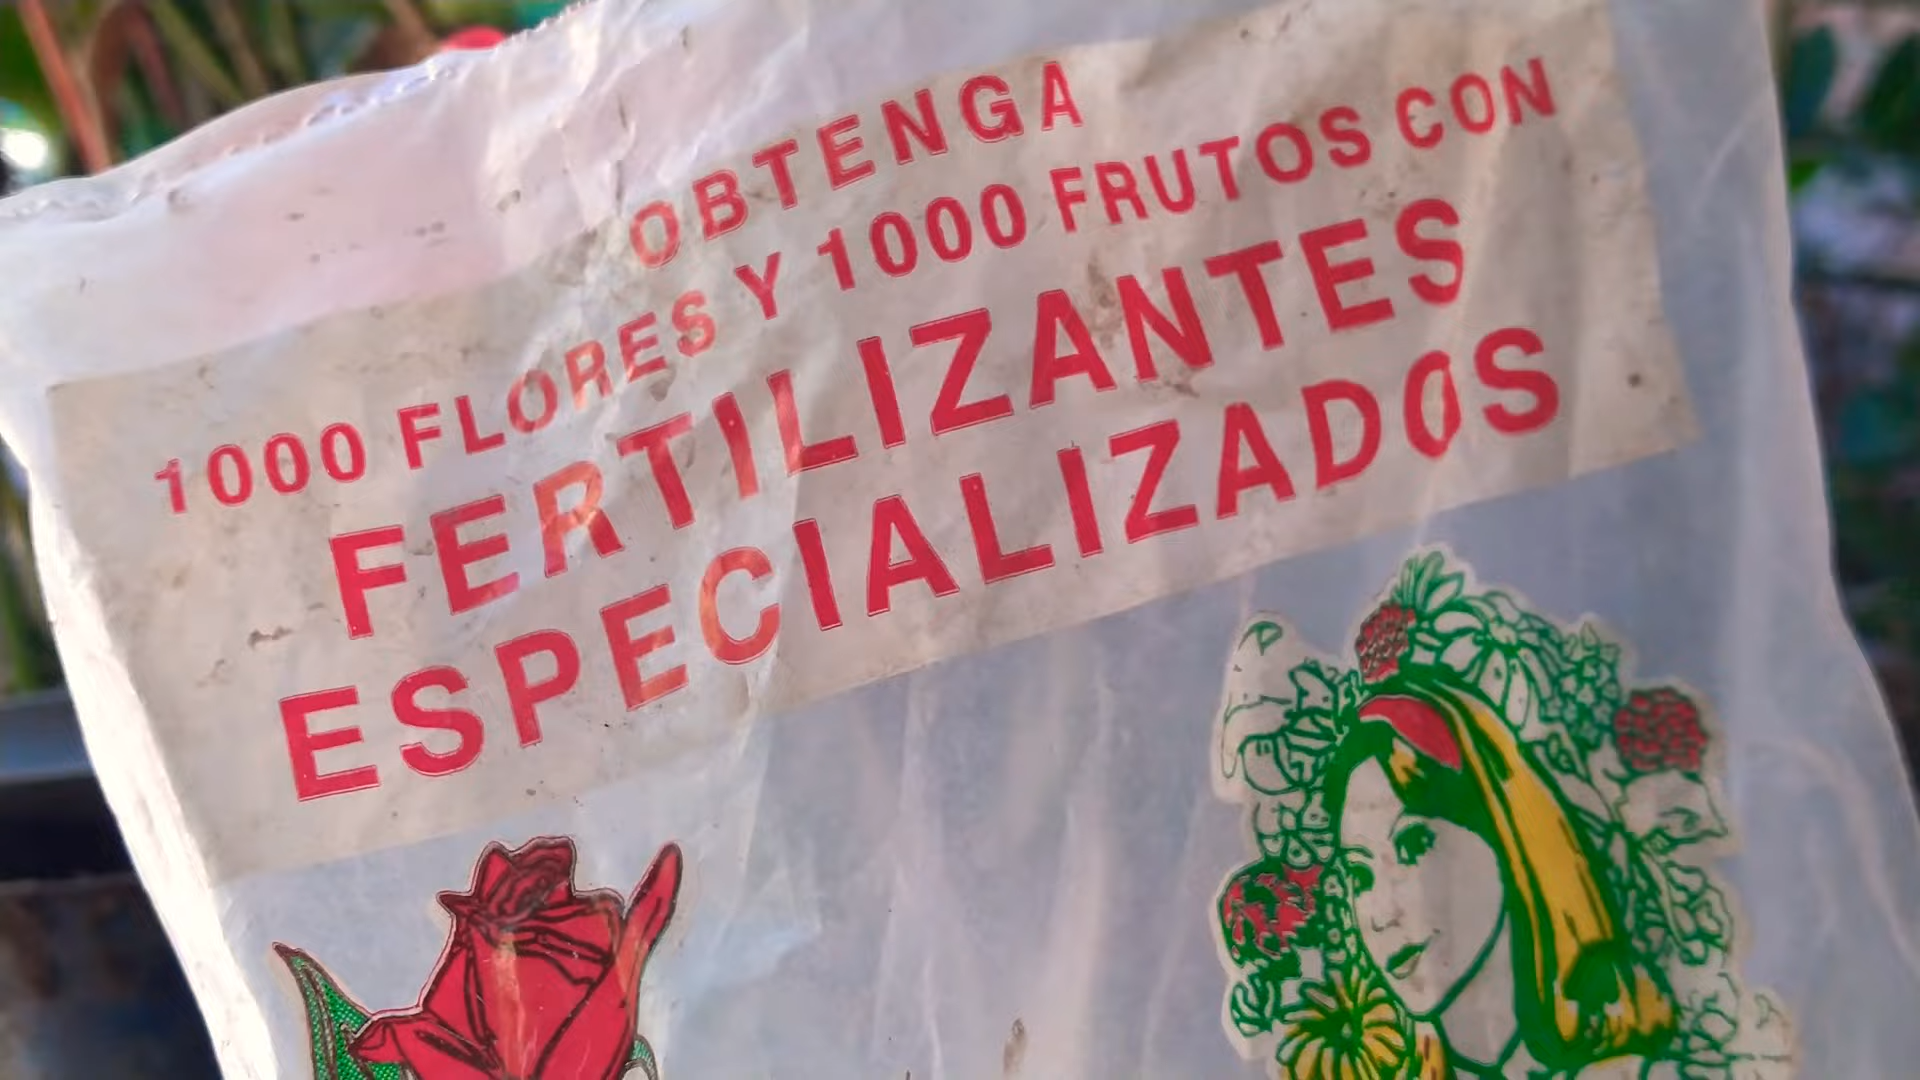 OBTENGA
1000 FLORES Y 1000 FRUTOS CON
FERTILIZANTES
ESPECIALIZADOS